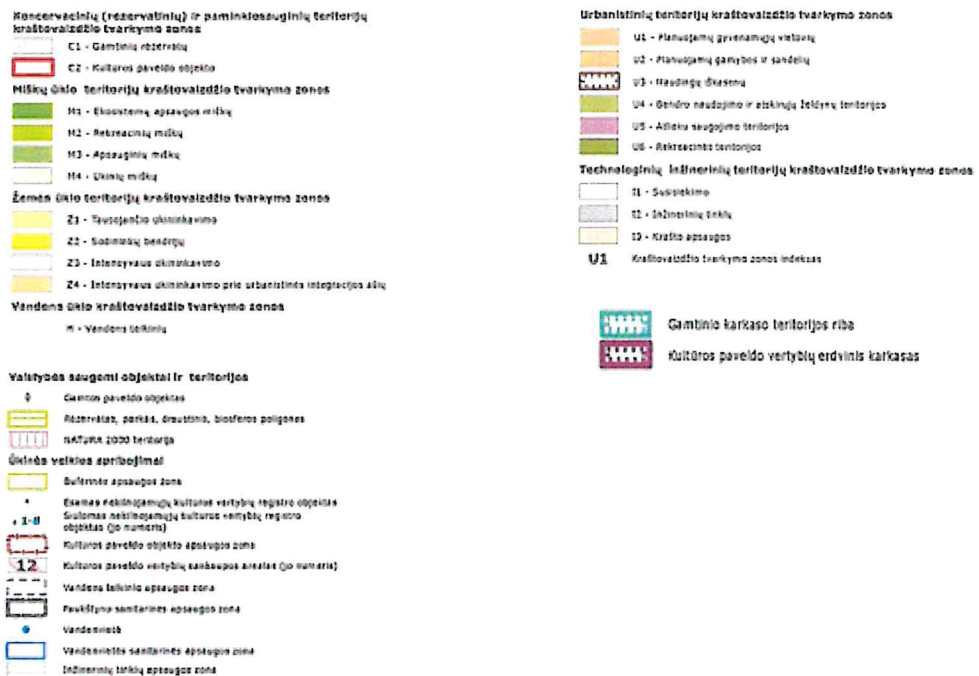 Koncervacinių (rezervatinių) ir paminklosauginių teritorijų
kraštovaizdžio tvarkymo zonos
C1 - Gamtinių rezervatų
C2 - Kultūros paveldo objekto
Miškų ūkio teritorijų kraštovaizdžio tvarkymo zonos
M1 - Ekosistemų apsaugos miškų
M2 - Rekreacinių miškų
M3 - Apsauginių miškų
M4 - Ūkinių miškų
Žemės ūkio teritorijų kraštovaizdžio tvarkymo zonos
Z1 - Tausojančio ūkininkavimo
Z2 - Sodininkų bendrijų
Z3 - Intensyvaus ūkininkavimo
Z4 - Intensyvaus ūkininkavimo prie urbanistinės integracijos ašių
Vandens ūkio kraštovaizdžio tvarkymo zonos
H - Vandens telkinių
Valstybės saugomi objektai ir teritorijos
Gamtos paveldo objektas
Rezervatas, parkas, draustinis, biosferos poligonas
NATURA 2000 teritorija
Ūkinės veiklos apribojimai
Buferinės apsaugos zona
Esamas nekilnojamųjų kultūros vertybių registro objektas
1-8 Siūlomas nekilnojamųjų kultūros vertybių registro
objektas (jo numeris)
Kultūros paveldo objekto apsaugos zona
12 Kultūros paveldo vertybių sankaupos arealas (jo numeris)
Vandens telkinio apsaugos zona
Paukštyno sanitarinės apsaugos zona
Vandenvietė
Vandenvietės sanitarinės apsaugos zona
Inžinerinių tinklų apsaugos zona
Urbanistinių teritorijų kraštovaizdžio tvarkymo zonos
U1 - Planuojamų gyvenamųjų vietovių
U2 - Planuojamų gamybos ir sandėlių
U3 - Naudingų iškasenų
U4 - Bendro naudojimo ir atskirųjų želdynų teritorijos
U5 - Atliekų saugojimo teritorijos
U6 - Rekreacinės teritorijos
Technologinių inžinerinių teritorijų kraštovaizdžio tvarkymo zonos
I1 - Susisiekimo
I2 - Inžinerinių tinklų
I3 - Krašto apsaugos
U1 Kraštovaizdžio tvarkymo zonos indeksas
Gamtinio karkaso teritorijos riba
Kultūros paveldo vertybių erdvinis karkasas